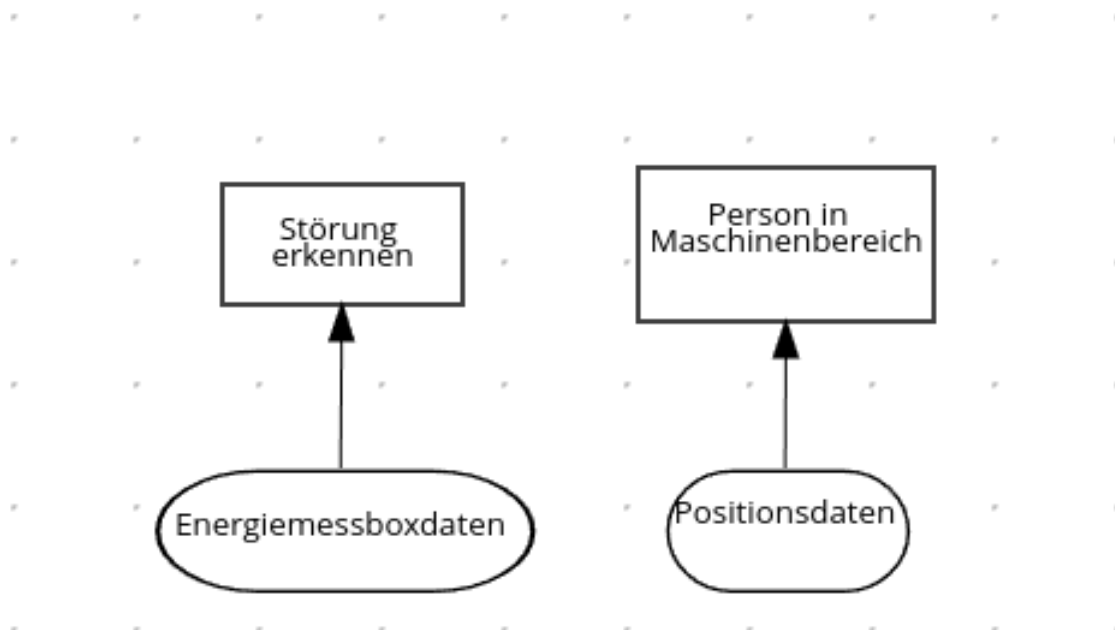 Störung
erkennen
Person in
Maschinenbereich
Energiemessboxdaten
Positionsdaten